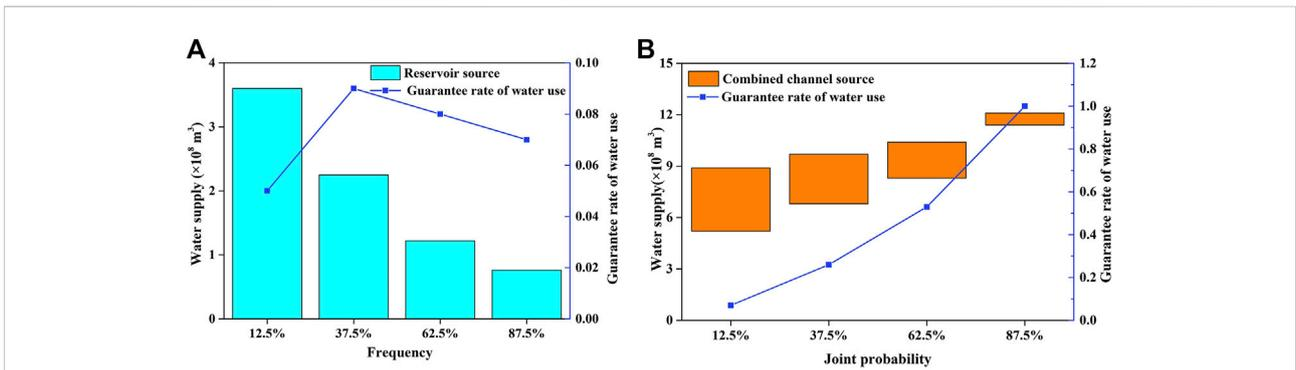 A
Reservoir source
Guarantee rate of water use
4
3
2
1
0
Water supply (×10⁸ m³)
0.10
0.08
0.06
0.04
0.02
0.00
Guarantee rate of water use
12.5% 37.5% 62.5% 87.5%
Frequency
B
Combined channel source
Guarantee rate of water use
15
12
9
6
3
0
Water supply(×10⁸ m³)
1.2
1.0
0.8
0.6
0.4
0.2
0.0
Guarantee rate of water use
12.5% 37.5% 62.5% 87.5%
Joint probability